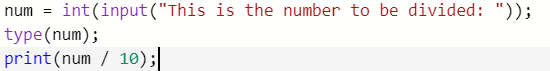 num = int(input("This is the number to be divided: "));
type(num);
print(num / 10);